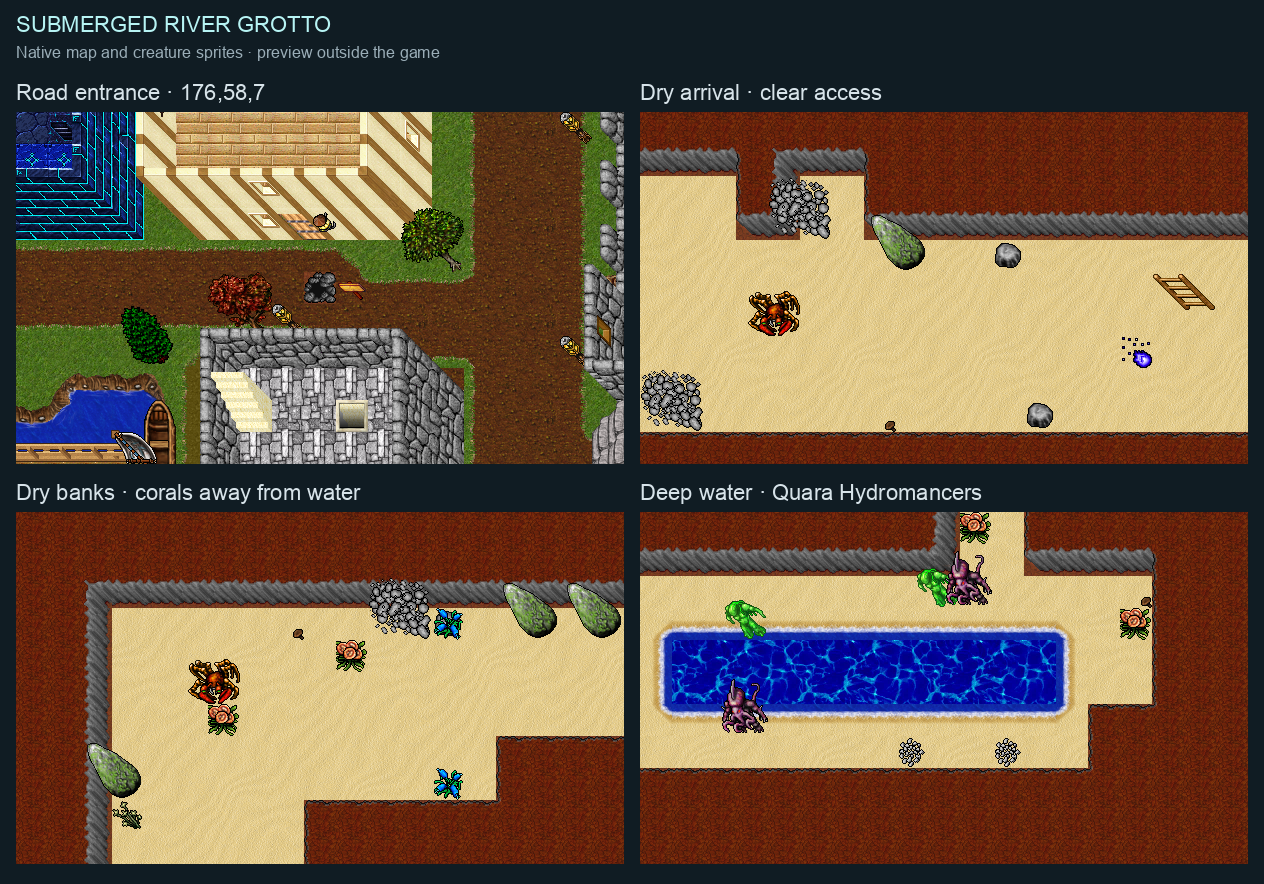 SUBMERGED RIVER GROTTO
Native map and creature sprites · preview outside the game
Road entrance · 176,58,7
Dry arrival · clear access
Dry banks · corals away from water
Deep water · Quara Hydromancers